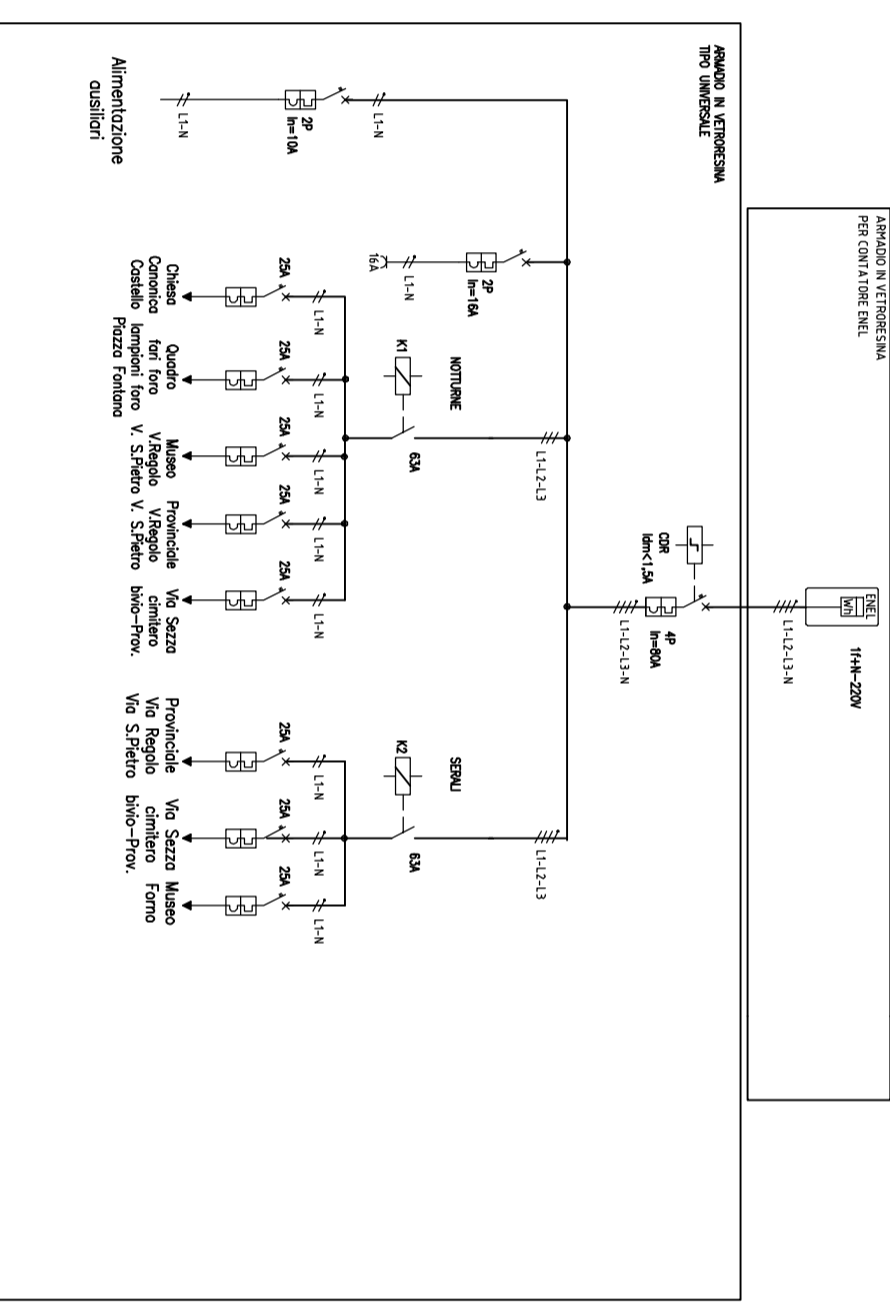 ARMADIO IN VETRORESINA
PER CONTATORE ENEL
ENEL
Wh
1f+N-220V
L1-L2-L3-N
ARMADIO IN VETRORESINA
TIPO UNIVERSALE
CDR
Idm<1,5A
4P
In=80A
L1-L2-L3-N
L1-N
2P
In=10A
L1-N
Alimentazione
ausiliari
2P
In=16A
L1-N
16A
L1-L2-L3
NOTTURNE
K1
63A
L1-N
25A
Chiesa
Canonica
Castello
L1-N
25A
Quadro
fari foro
lampioni foro
Piazza Fontana
L1-N
25A
Museo
V.Regolo
V. S.Pietro
L1-N
25A
Provinciale
V.Regolo
V. S.Pietro
L1-N
25A
Via Sezza
cimitero
bivio-Prov.
L1-L2-L3
SERALI
K2
63A
L1-N
25A
Provinciale
Via Regolo
Via S.Pietro
L1-N
25A
Via Sezza
cimitero
bivio-Prov.
L1-N
25A
Museo
Forno